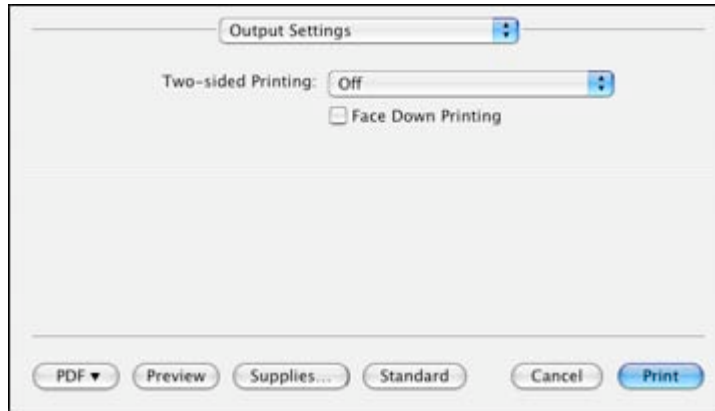 Output Settings
Two-sided Printing: Off
Face Down Printing
PDF ▼ Preview Supplies... Standard Cancel Print